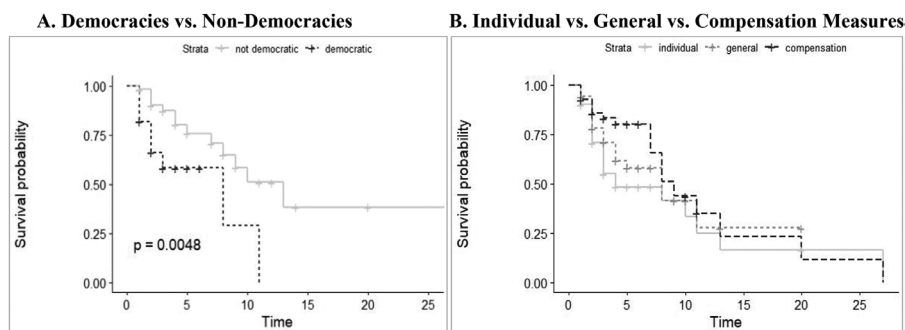 A. Democracies vs. Non-Democracies
Strata not democratic democratic
1.00
0.75
0.50
0.25
0.00
Survival probability
p = 0.0048
0 5 10 15 20 25
Time
B. Individual vs. General vs. Compensation Measures
Strata individual general compensation
1.00
0.75
0.50
0.25
0.00
Survival probability
0 5 10 15 20 25
Time